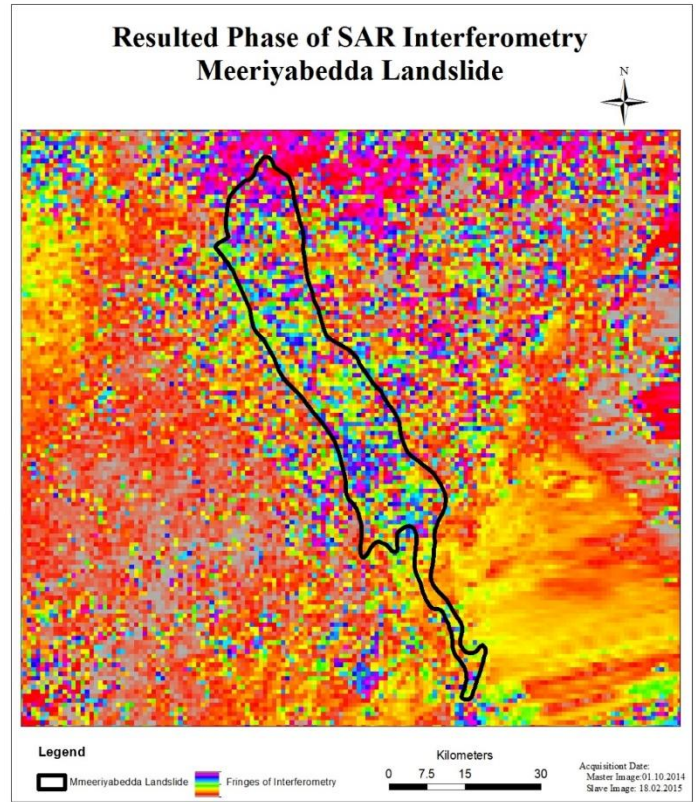 Resulted Phase of SAR Interferometry
Meeriyabedda Landslide
N
Legend
Mmeeriyabedda Landslide
Fringes of Interferometry
Kilometers
0 7.5 15 30
Acquisitiont Date:
Master Image:01.10.2014
Slave Image: 18.02.2015